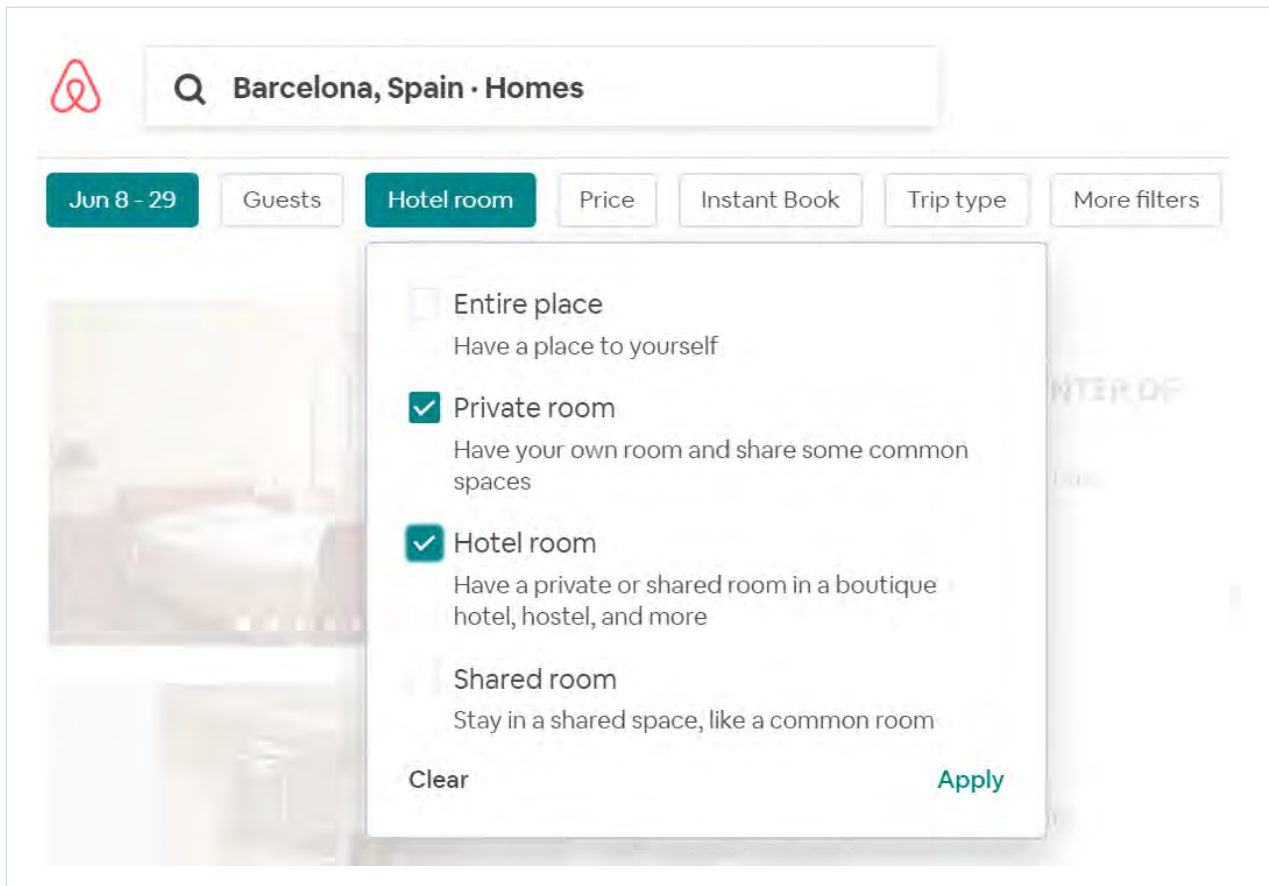 Barcelona, Spain · Homes
Jun 8 - 29 Guests Hotel room Price Instant Book Trip type More filters
Entire place
Have a place to yourself
NTER OF
Private room
Have your own room and share some common
spaces
Hotel room
Have a private or shared room in a boutique
hotel, hostel, and more
Shared room
Stay in a shared space, like a common room
Clear Apply